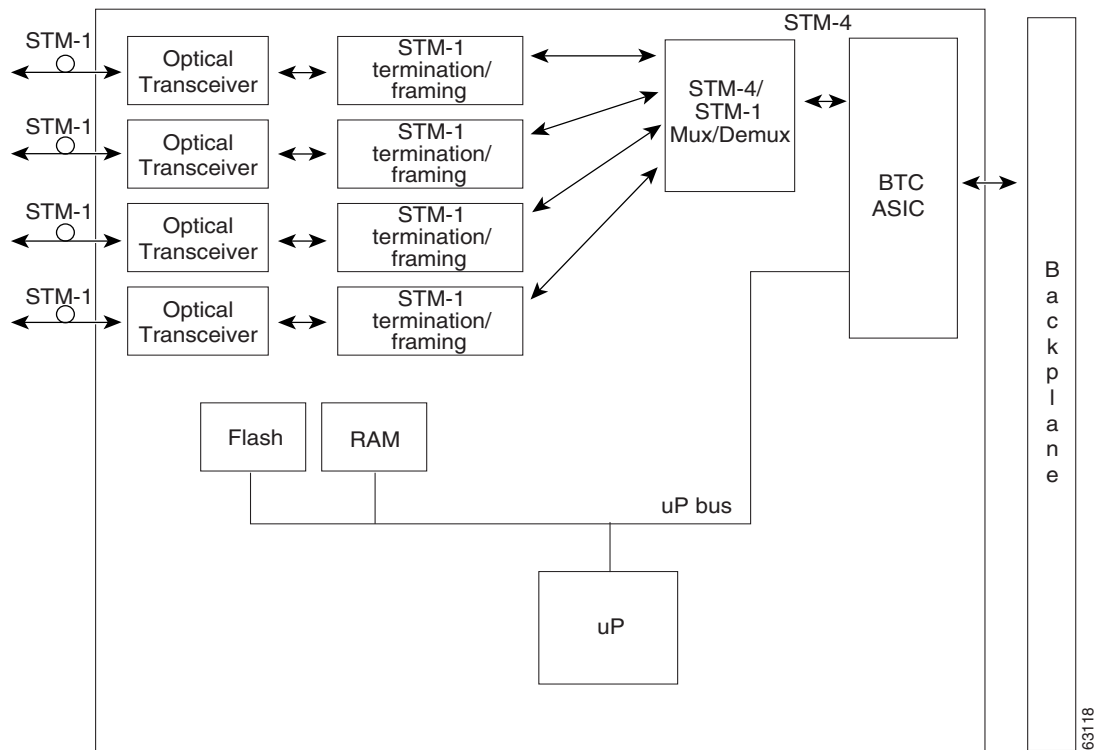 STM-4
STM-1
Optical
Transceiver
STM-1
termination/
framing
STM-4/
STM-1
Mux/Demux
STM-1
Optical
Transceiver
STM-1
termination/
framing
BTC
ASIC
STM-1
Optical
Transceiver
STM-1
termination/
framing
STM-1
Optical
Transceiver
STM-1
termination/
framing
Backplane
Flash
RAM
uP bus
uP
63118